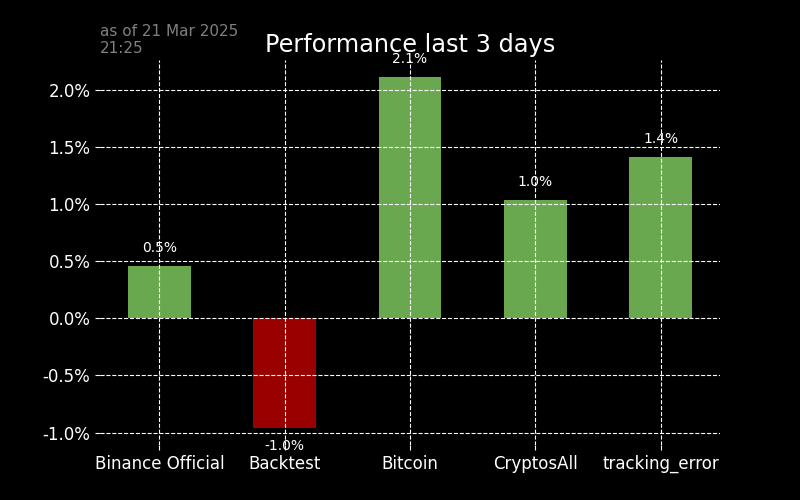 as of 21 Mar 2025
21:25
Performance last 3 days
2.1%
2.0%
1.5%
1.4%
1.0%
1.0%
0.5%
0.5%
0.0%
-0.5%
-1.0%
-1.0%
Binance Official
Backtest
Bitcoin
CryptosAll
tracking_error